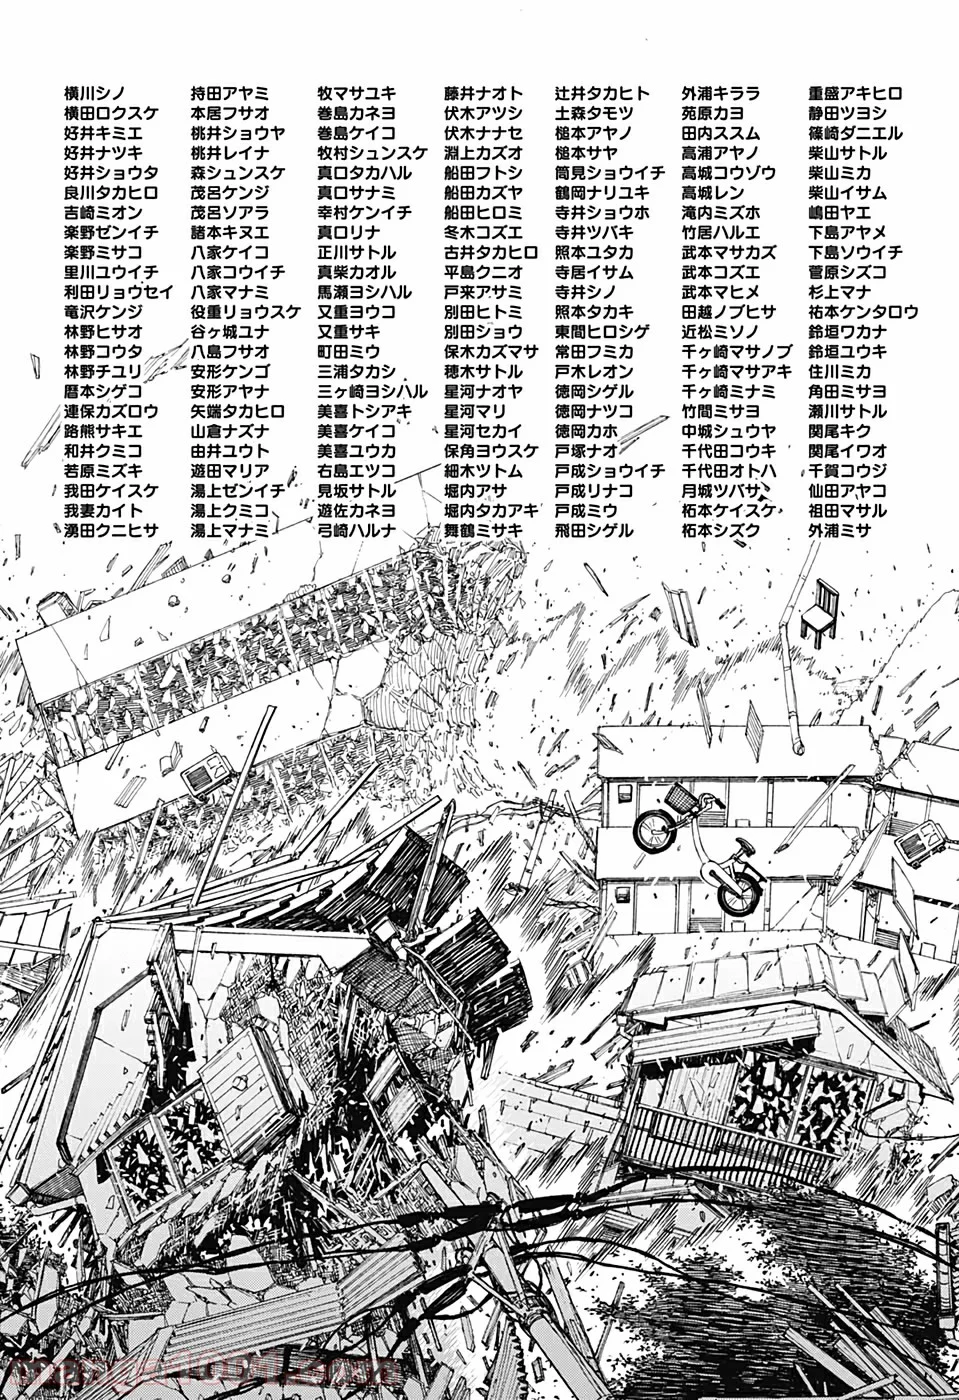 重盛アキヒロ
静田ツヨシ
篠崎ダニエル
柴山サトル
柴山ミカ
柴山イサム
嶋田ヤエ
下島アヤメ
下島ソウイチ
菅原シズコ
杉上マナ
祐本ケンタロウ
鈴垣ワカナ
鈴垣ユウキ
住川ミカ
角田ミサヨ
瀬川サトル
関尾キク
関尾イワオ
千賀コウジ
仙田アヤコ
祖田マサル
外浦ミサ
外浦キララ
苑原カヨ
田内ススム
高浦アヤノ
高城コウゾウ
高城レン
滝内ミズホ
竹居ハルエ
武本マサカズ
武本コズエ
武本マヒメ
田越ノブヒサ
近松ミソノ
千ヶ崎マサノブ
千ヶ崎マサアキ
千ヶ崎ミナミ
竹間ミサヨ
中城シュウヤ
千代田コウキ
千代田オトハ
月城ツバサ
柘本ケイスケ
柘本シズク
辻井タカヒト
土森タモツ
槌本アヤノ
槌本サヤ
筒見ショウイチ
鶴岡ナリユキ
寺井ショウホ
寺井ツバキ
照本ユタカ
寺居イサム
寺井シノ
照本タカキ
東間ヒロシゲ
常田フミカ
戸木レオン
徳岡シゲル
徳岡ナツコ
徳岡カホ
戸塚ナオ
戸成ショウイチ
戸成リナコ
戸成ミウ
飛田シゲル
藤井ナオト
伏木アツシ
伏木ナナセ
淵上カズオ
船田フトシ
船田カズヤ
船田ヒロミ
冬木コズエ
古井タカヒロ
平島クニオ
戸来アサミ
別田ヒトミ
別田ショウ
保木カズマサ
穂木サトル
星河ナオヤ
星河マリ
星河セカイ
保角ヨウスケ
細木ツトム
堀内アサ
堀内タカアキ
舞鶴ミサキ
牧マサユキ
巻島カネヨ
巻島ケイコ
牧村シュンスケ
真口タカハル
真口サナミ
幸村ケンイチ
真口リナ
正川サトル
真柴カオル
馬瀬ヨシハル
又重ヨウコ
又重サキ
町田ミウ
三浦タカシ
三ヶ崎ヨシハル
美喜トシアキ
美喜ケイコ
美喜ユウカ
右島エツコ
見坂サトル
遊佐カネヨ
弓崎ハルナ
持田アヤミ
本居フサオ
桃井ショウヤ
桃井レイナ
森シュンスケ
茂呂ケンジ
茂呂ソアラ
諸本キヌエ
八家ケイコ
八家コウイチ
八家マナミ
役重リョウスケ
谷ヶ城ユナ
八島フサオ
安形ケンゴ
安形アヤナ
矢端タカヒロ
山倉ナズナ
由井ユウト
遊田マリア
湯上ゼンイチ
湯上クミコ
湯上マナミ
横川シノ
横田ロクスケ
好井キミエ
好井ナツキ
好井ショウタ
良川タカヒロ
吉崎ミオン
楽野ゼンイチ
楽野ミサコ
里川ユウイチ
利田リョウセイ
竜沢ケンジ
林野ヒサオ
林野コウタ
林野チユリ
暦本シゲコ
連保カズロウ
路熊サキエ
和井クミコ
若原ミズキ
我田ケイスケ
我妻カイト
湧田クニヒサ